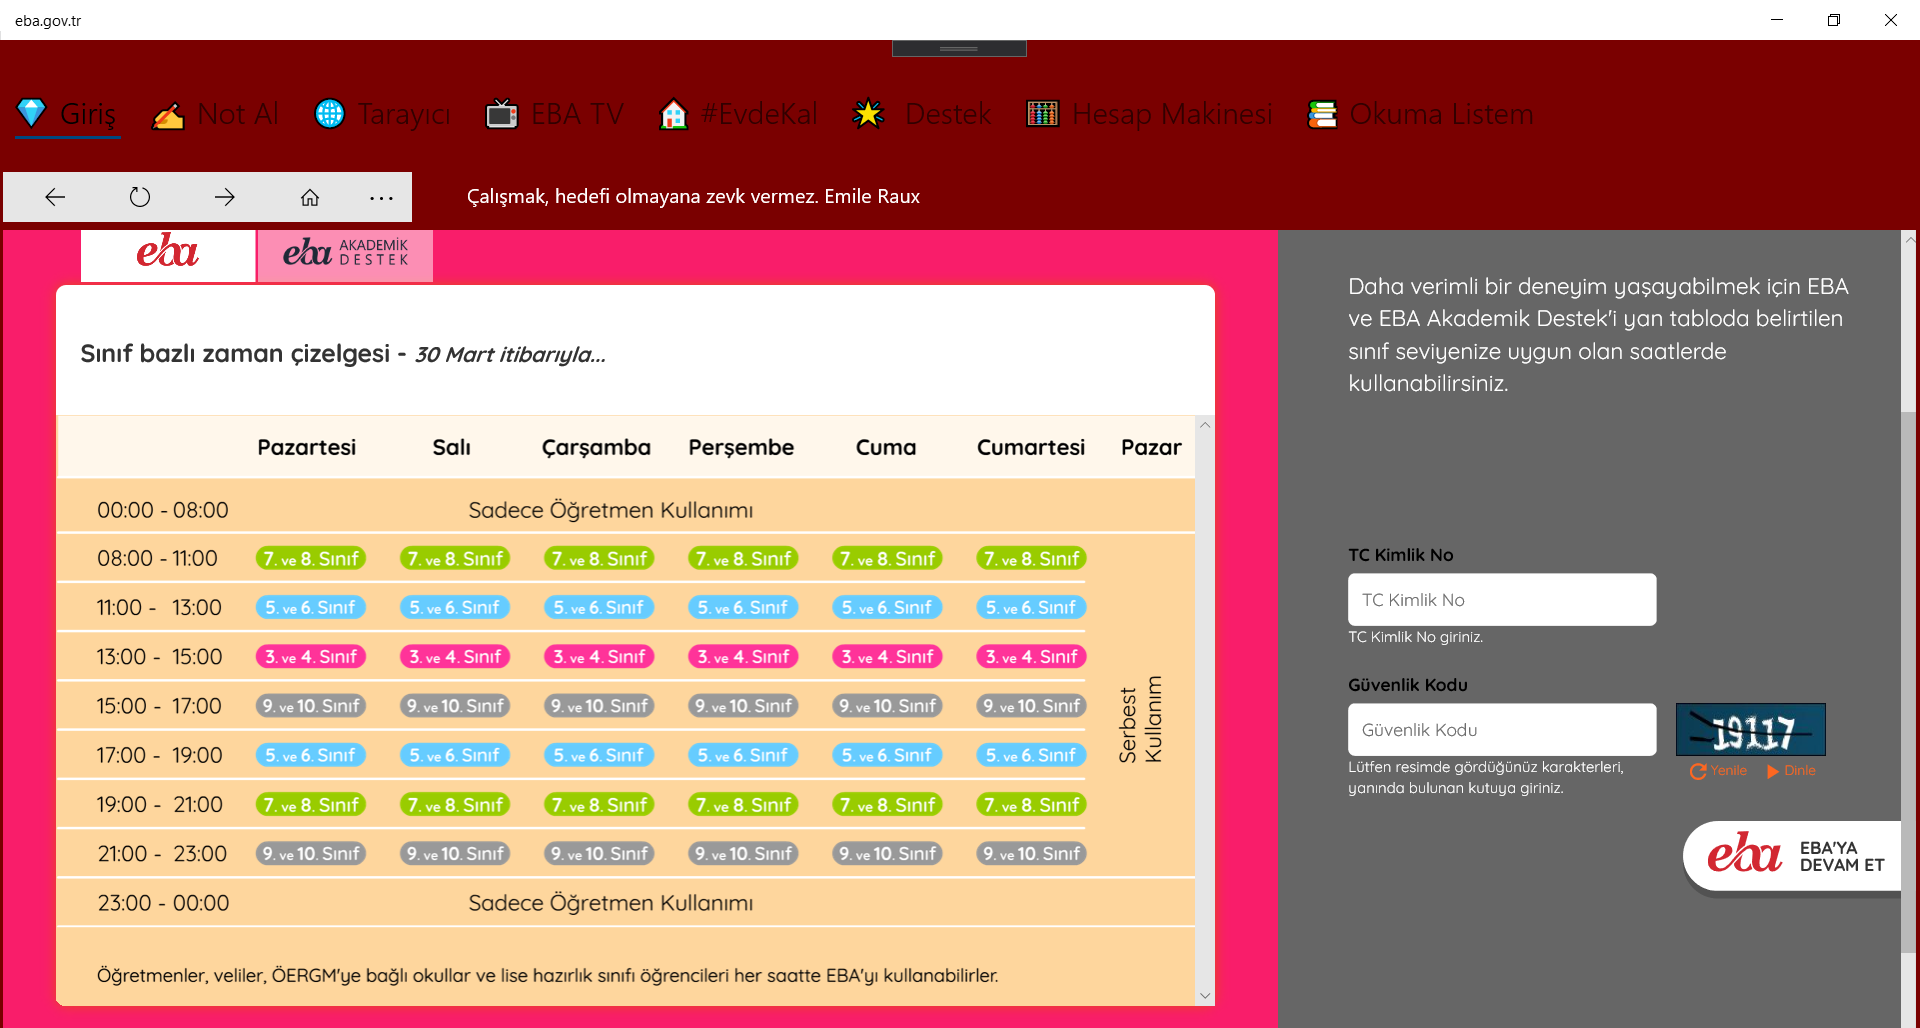 eba.gov.tr
Giriş Not Al Tarayıcı EBA TV #EvdeKal Destek Hesap Makinesi Okuma Listem
Çalışmak, hedefi olmayana zevk vermez. Emile Raux
eba eba AKADEMİK DESTEK
Sınıf bazlı zaman çizelgesi - 30 Mart itibarıyla...
Pazartesi Salı Çarşamba Perşembe Cuma Cumartesi Pazar
00:00 - 08:00 Sadece Öğretmen Kullanımı
08:00 - 11:00 7. ve 8. Sınıf 7. ve 8. Sınıf 7. ve 8. Sınıf 7. ve 8. Sınıf 7. ve 8. Sınıf 7. ve 8. Sınıf
11:00 - 13:00 5. ve 6. Sınıf 5. ve 6. Sınıf 5. ve 6. Sınıf 5. ve 6. Sınıf 5. ve 6. Sınıf 5. ve 6. Sınıf
13:00 - 15:00 3. ve 4. Sınıf 3. ve 4. Sınıf 3. ve 4. Sınıf 3. ve 4. Sınıf 3. ve 4. Sınıf 3. ve 4. Sınıf
15:00 - 17:00 9. ve 10. Sınıf 9. ve 10. Sınıf 9. ve 10. Sınıf 9. ve 10. Sınıf 9. ve 10. Sınıf 9. ve 10. Sınıf
17:00 - 19:00 5. ve 6. Sınıf 5. ve 6. Sınıf 5. ve 6. Sınıf 5. ve 6. Sınıf 5. ve 6. Sınıf 5. ve 6. Sınıf
19:00 - 21:00 7. ve 8. Sınıf 7. ve 8. Sınıf 7. ve 8. Sınıf 7. ve 8. Sınıf 7. ve 8. Sınıf 7. ve 8. Sınıf
21:00 - 23:00 9. ve 10. Sınıf 9. ve 10. Sınıf 9. ve 10. Sınıf 9. ve 10. Sınıf 9. ve 10. Sınıf 9. ve 10. Sınıf
Serbest
Kullanım
23:00 - 00:00 Sadece Öğretmen Kullanımı
Öğretmenler, veliler, ÖERGM'ye bağlı okullar ve lise hazırlık sınıfı öğrencileri her saatte EBA'yı kullanabilirler.
Daha verimli bir deneyim yaşayabilmek için EBA
ve EBA Akademik Destek'i yan tabloda belirtilen
sınıf seviyenize uygun olan saatlerde
kullanabilirsiniz.
TC Kimlik No
TC Kimlik No
TC Kimlik No giriniz.
Güvenlik Kodu
Güvenlik Kodu
19117
Yenile Dinle
Lütfen resimde gördüğünüz karakterleri,
yanında bulunan kutuya giriniz.
eba EBA'YA
DEVAM ET